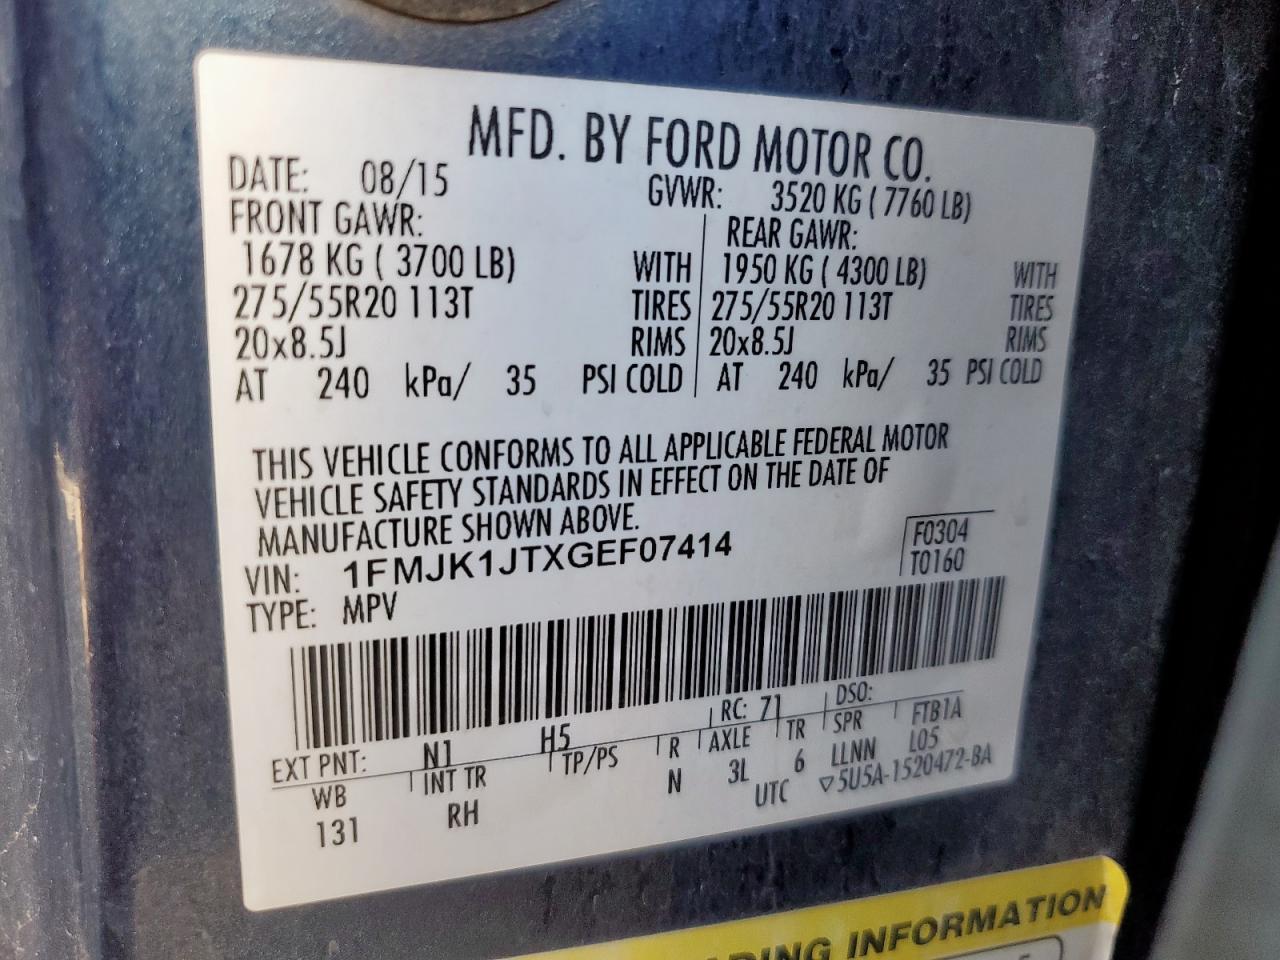 MFD. BY FORD MOTOR CO.
DATE: 08/15 GVWR: 3520 KG ( 7760 LB)
FRONT GAWR: REAR GAWR:
1678 KG ( 3700 LB) WITH 1950 KG ( 4300 LB) WITH
275/55R20 113T TIRES 275/55R20 113T TIRES
20x8.5J RIMS 20x8.5J RIMS
AT 240 kPa/ 35 PSI COLD AT 240 kPa/ 35 PSI COLD
THIS VEHICLE CONFORMS TO ALL APPLICABLE FEDERAL MOTOR
VEHICLE SAFETY STANDARDS IN EFFECT ON THE DATE OF
MANUFACTURE SHOWN ABOVE.
F0304
VIN: 1FMJK1JTXGEF07414
T0160
TYPE: MPV
EXT PNT: N1 H5 RC: 71 DSO:
WB INT TR TP/PS R AXLE TR SPR FTB1A
131 RH N 3L 6 LLNN L05
UTC ▽5U5A-1520472-BA
INFORMATION